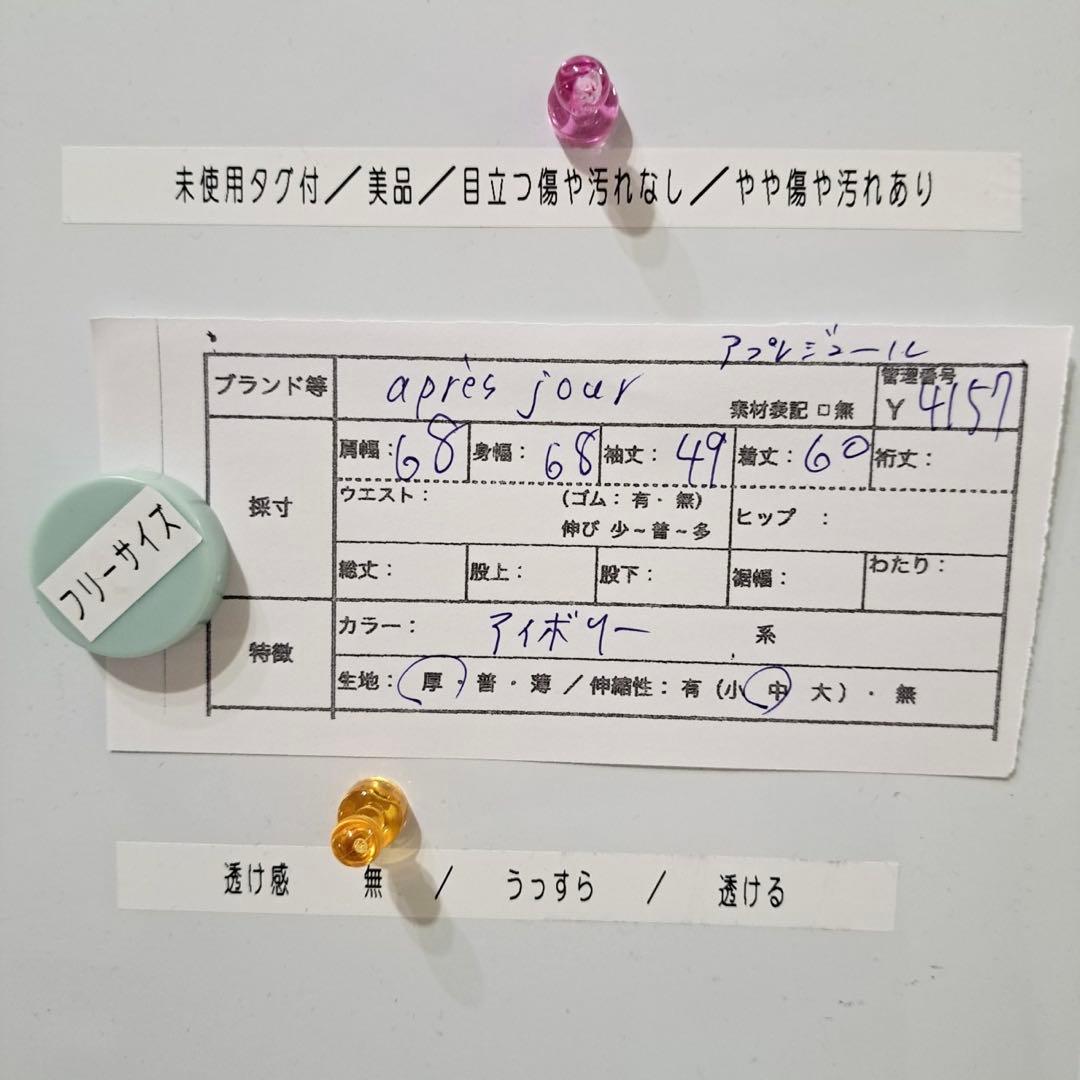 未使用タグ付／美品／目立つ傷や汚れなし／やや傷や汚れあり
アプレジュール
ブランド等 après jour 素材表記 □ 無 管理番号 Y 4157
採寸 肩幅：68 身幅：68 袖丈：49 着丈：60 裄丈：
ウエスト： (ゴム：有・無)
伸び 少～普～多 ヒップ ：
総丈： 股上： 股下： 裾幅： わたり：
フリーサイズ
特徴 カラー： アイボリー 系
生地： 厚・普・薄 / 伸縮性：有 (小 中 大)・無
透け感 無 / うっすら / 透ける